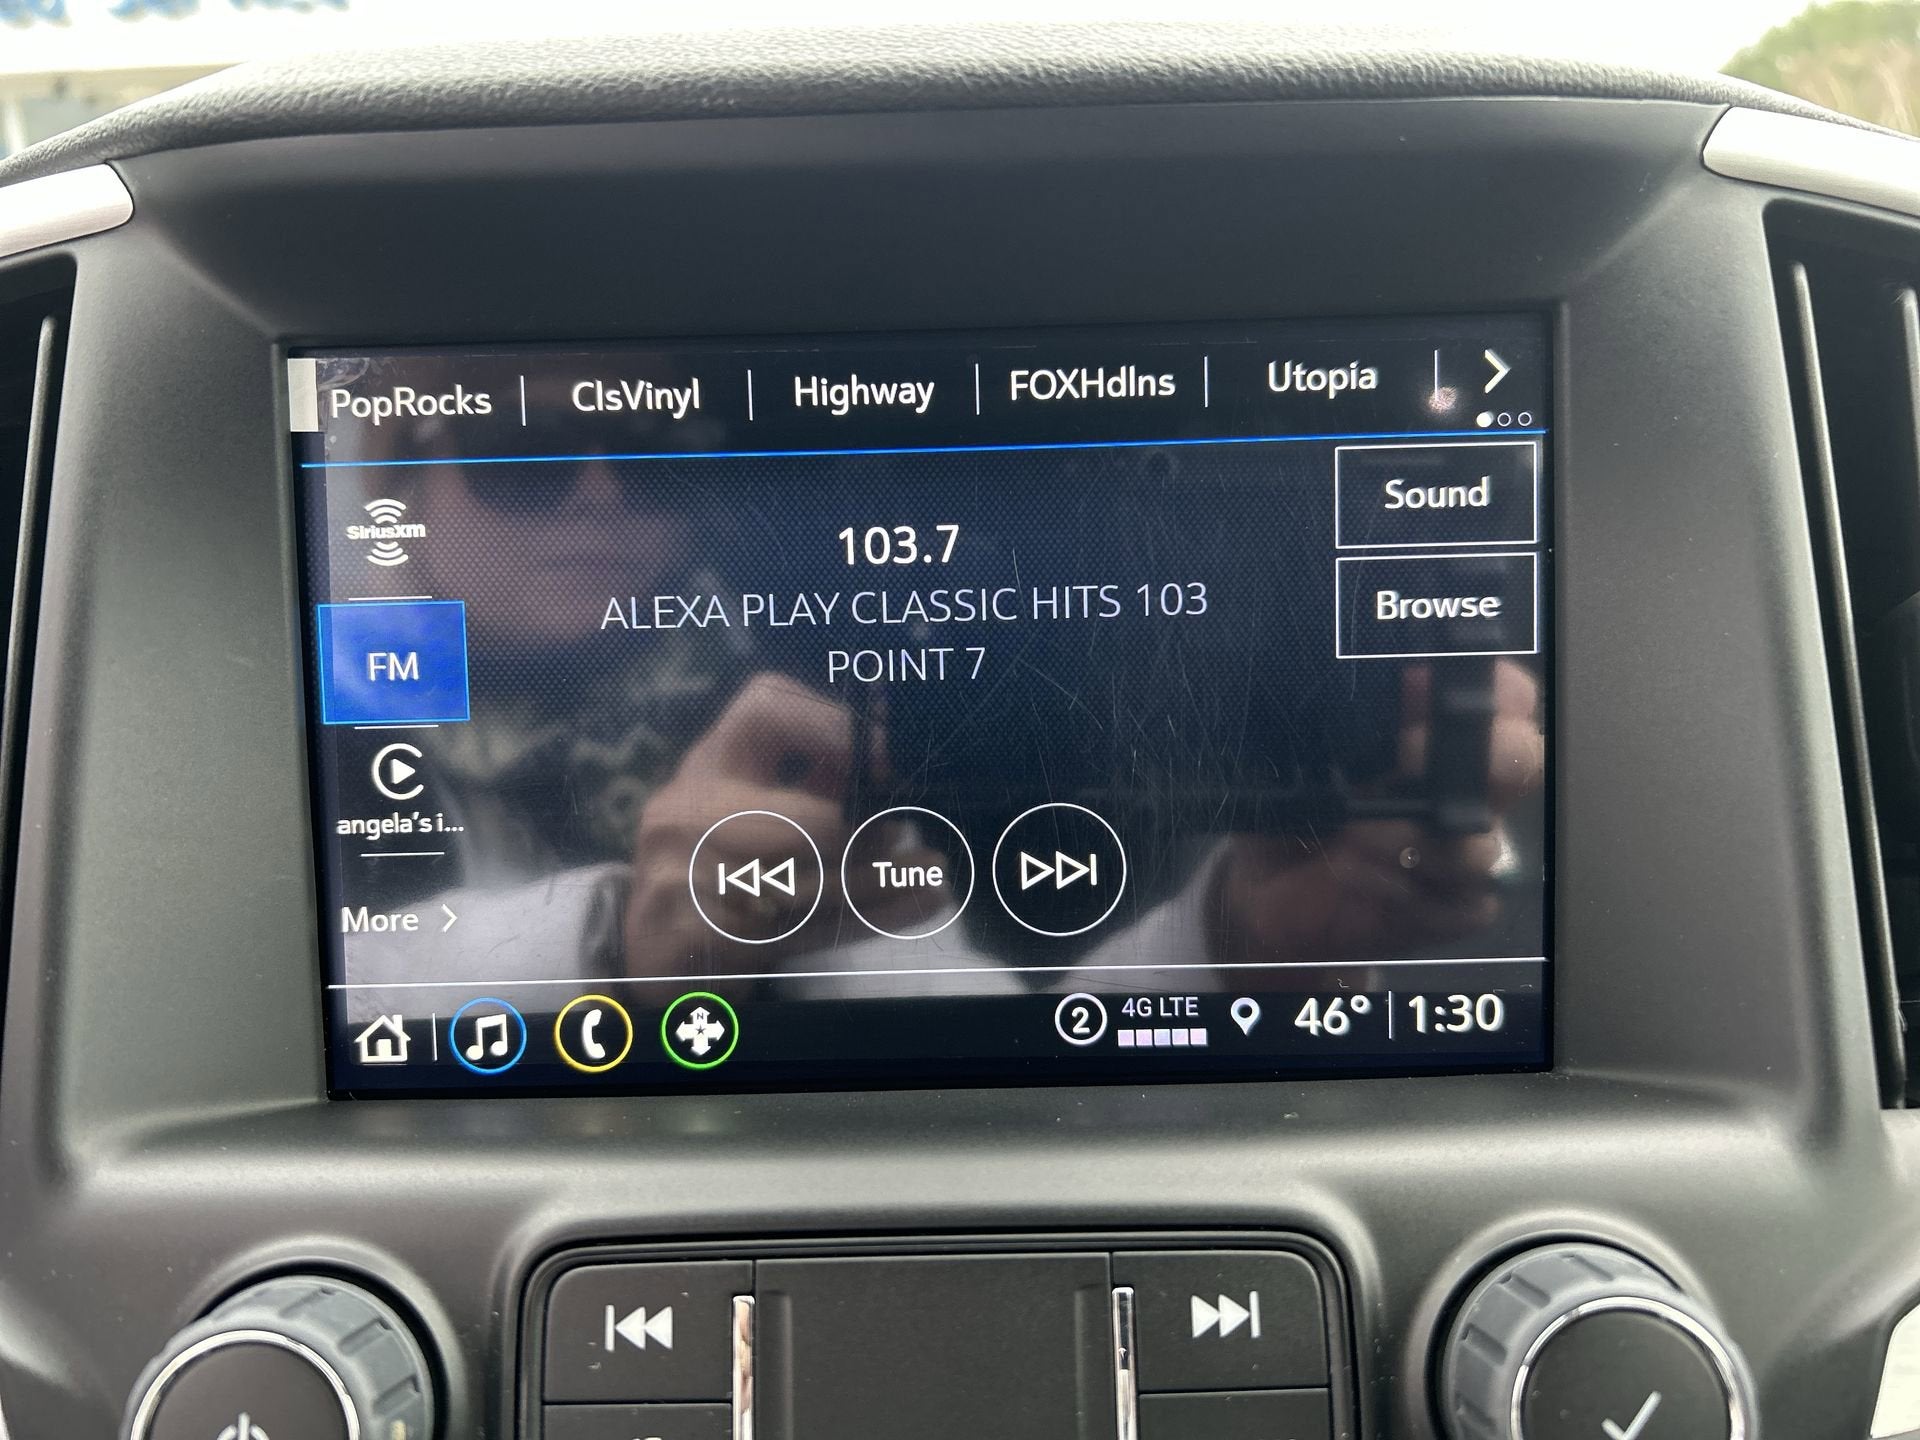 PopRocks | ClsVinyl | Highway | FOXHdlns | Utopia
SiriusXM
Sound
103.7
ALEXA PLAY CLASSIC HITS 103
POINT 7
Browse
FM
angela's i...
Tune
More
N
2 4G LTE 46° 1:30